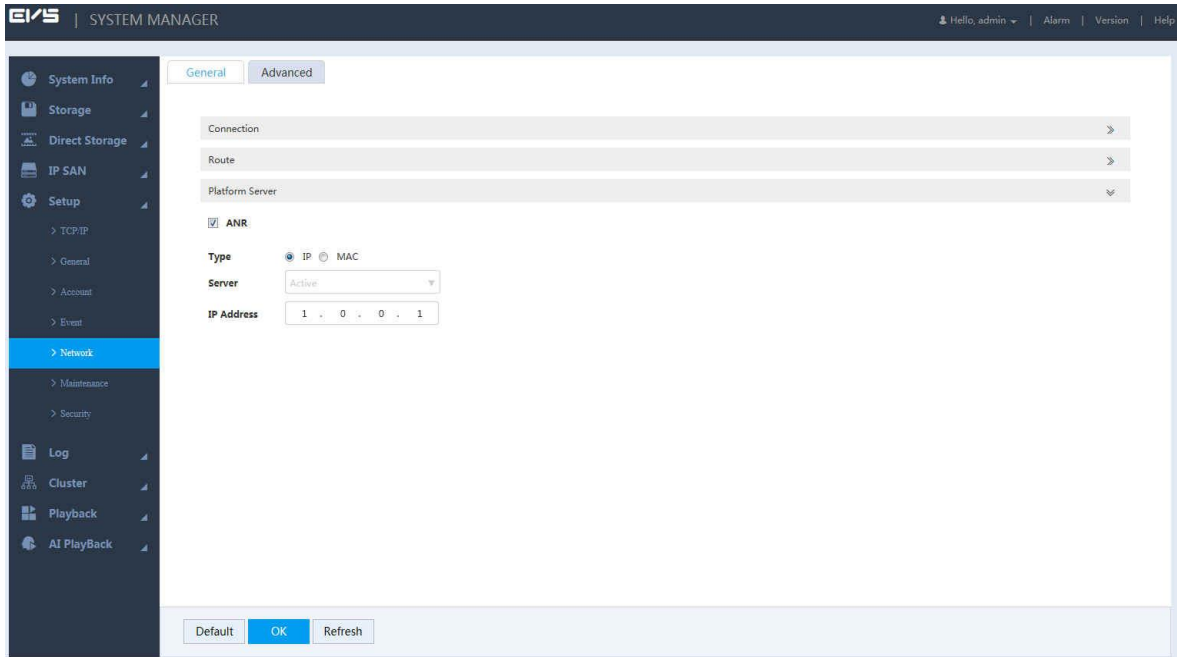 EVS | SYSTEM MANAGER
Hello, admin | Alarm | Version | Help
System Info
Storage
Direct Storage
IP SAN
Setup
> TCP/IP
> General
> Account
> Event
> Network
> Maintenance
> Security
Log
Cluster
Playback
AI PlayBack
General Advanced
Connection
Route
Platform Server
ANR
Type IP MAC
Server Active
IP Address 1 . 0 . 0 . 1
Default OK Refresh